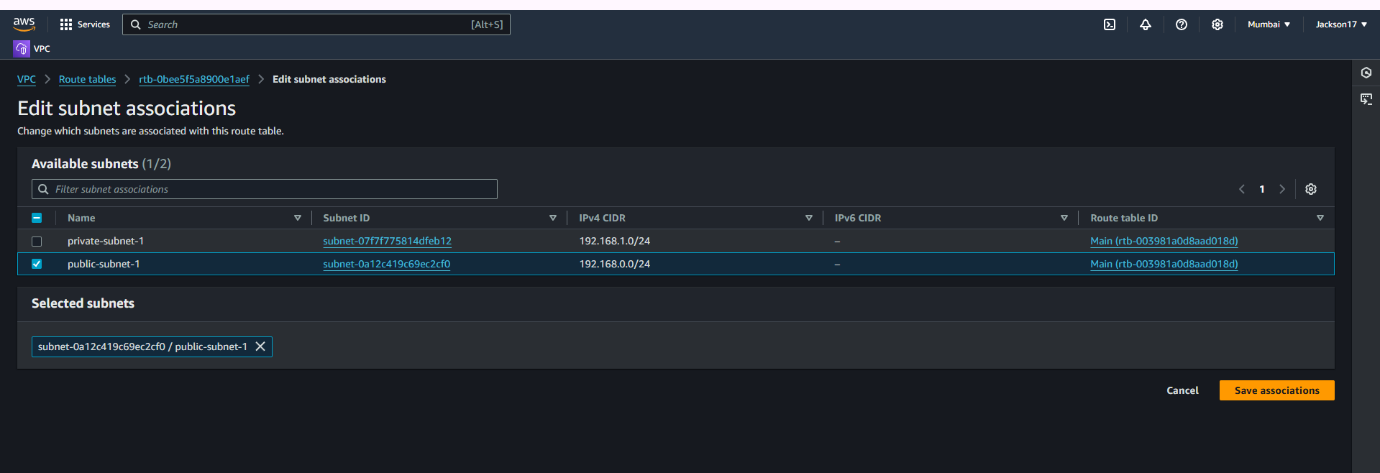 aws Services Search [Alt+S] Mumbai ▼ Jackson17 ▼
VPC
VPC > Route tables > rtb-0bee5f5a8900e1aef > Edit subnet associations
Edit subnet associations
Change which subnets are associated with this route table.
Available subnets (1/2)
Filter subnet associations < 1 >
Name Subnet ID IPv4 CIDR IPv6 CIDR Route table ID
private-subnet-1 subnet-07f7f775814dfeb12 192.168.1.0/24 – Main (rtb-003981a0d8aad018d)
public-subnet-1 subnet-0a12c419c69ec2cf0 192.168.0.0/24 – Main (rtb-003981a0d8aad018d)
Selected subnets
subnet-0a12c419c69ec2cf0 / public-subnet-1 X
Cancel Save associations